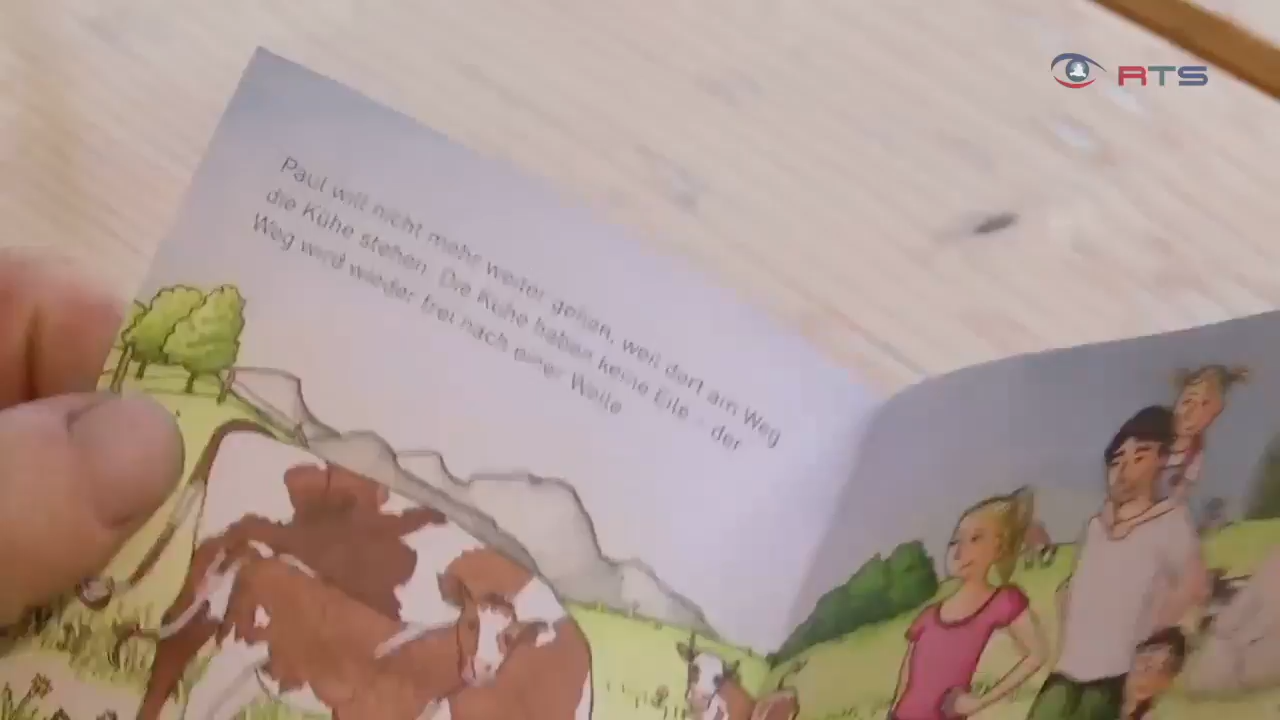 RTS
Paul will nicht mehr weiter gehen, weil dort am Weg
die Kühe stehen. Die Kühe haben keine Eile – der
Weg wird wieder frei nach einer Weile